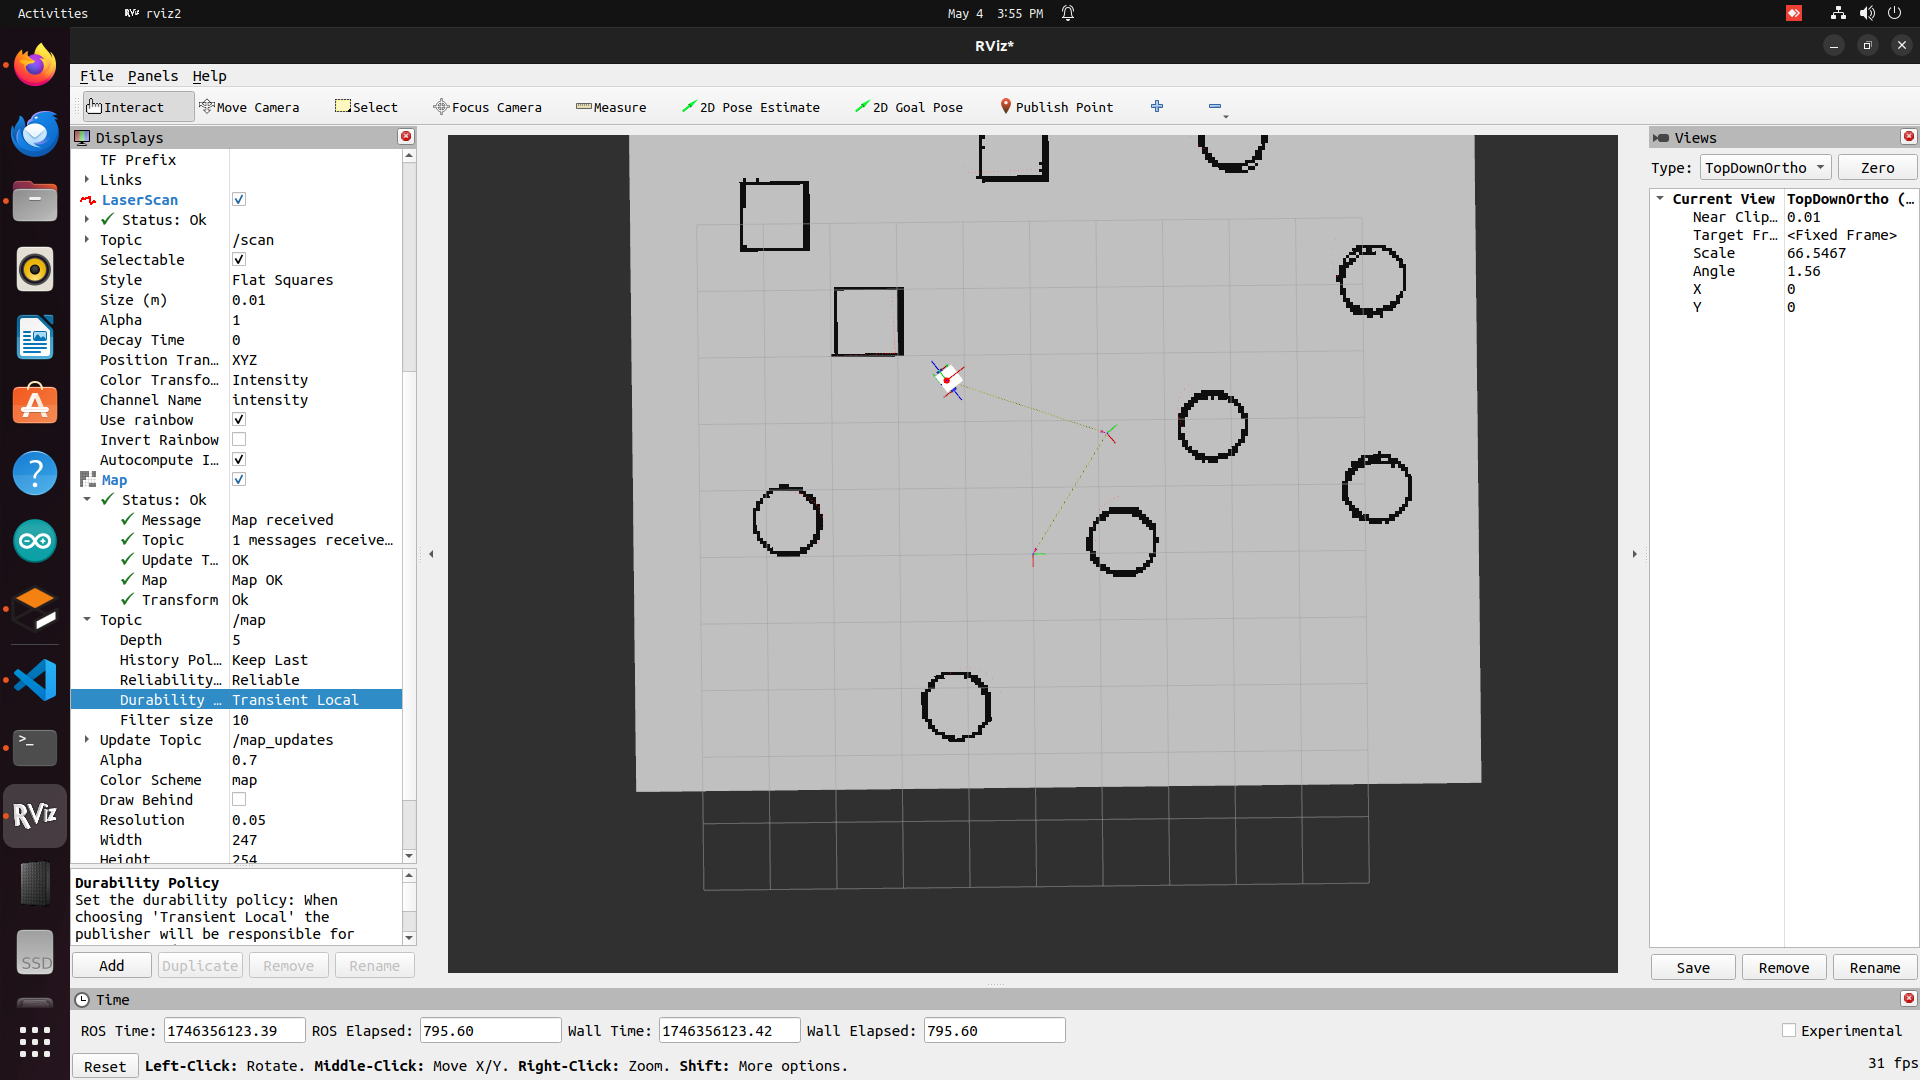 Activities
RViz rviz2
May 4 3:55 PM
RViz*
File Panels Help
Interact Move Camera Select Focus Camera Measure 2D Pose Estimate 2D Goal Pose Publish Point
Displays
TF Prefix
Links
LaserScan
Status: Ok
Topic /scan
Selectable
Style Flat Squares
Size (m) 0.01
Alpha 1
Decay Time 0
Position Tran... XYZ
Color Transfo... Intensity
Channel Name intensity
Use rainbow
Invert Rainbow
Autocompute I...
Map
Status: Ok
Message Map received
Topic 1 messages receive...
Update T... OK
Map Map OK
Transform Ok
Topic /map
Depth 5
History Pol... Keep Last
Reliability... Reliable
Durability ... Transient Local
Filter size 10
Update Topic /map_updates
Alpha 0.7
Color Scheme map
Draw Behind
Resolution 0.05
Width 247
Height 254
Durability Policy
Set the durability policy: When
choosing 'Transient Local' the
publisher will be responsible for
Add Duplicate Remove Rename
Views
Type: TopDownOrtho Zero
Current View TopDownOrtho (...
Near Clip... 0.01
Target Fr... <Fixed Frame>
Scale 66.5467
Angle 1.56
X 0
Y 0
Save Remove Rename
Time
ROS Time: 1746356123.39 ROS Elapsed: 795.60 Wall Time: 1746356123.42 Wall Elapsed: 795.60 Experimental
Reset Left-Click: Rotate. Middle-Click: Move X/Y. Right-Click: Zoom. Shift: More options. 31 fps
RViz
SSD